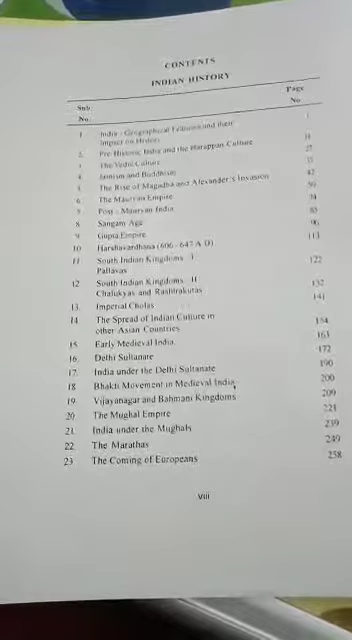 CONTENTS
INDIAN HISTORY
Sub. No. Page No.
1. India - Geographical Features and their
Impact on History 1
2. Pre-Historic India and the Harappan Culture
3. The Vedic Culture
4. Jainism and Buddhism
5. The Rise of Magadha and Alexander's Invasion
6. The Mauryan Empire
7. Post - Mauryan India
8. Sangam Age
9. Gupta Empire
10. Harshavardhana (606 - 647 A.D) 113
11. South Indian Kingdoms I
Pallavas 122
12. South Indian Kingdoms II
Chalukyas and Rashtrakutas 132
13. Imperial Cholas 141
14. The Spread of Indian Culture in
other Asian Countries 154
15. Early Medieval India 163
16. Delhi Sultanate 172
17. India under the Delhi Sultanate 190
18. Bhakti Movement in Medieval India 200
19. Vijayanagar and Bahmani Kingdoms 209
20. The Mughal Empire 221
21. India under the Mughals 239
22. The Marathas 249
23. The Coming of Europeans 258
VIII